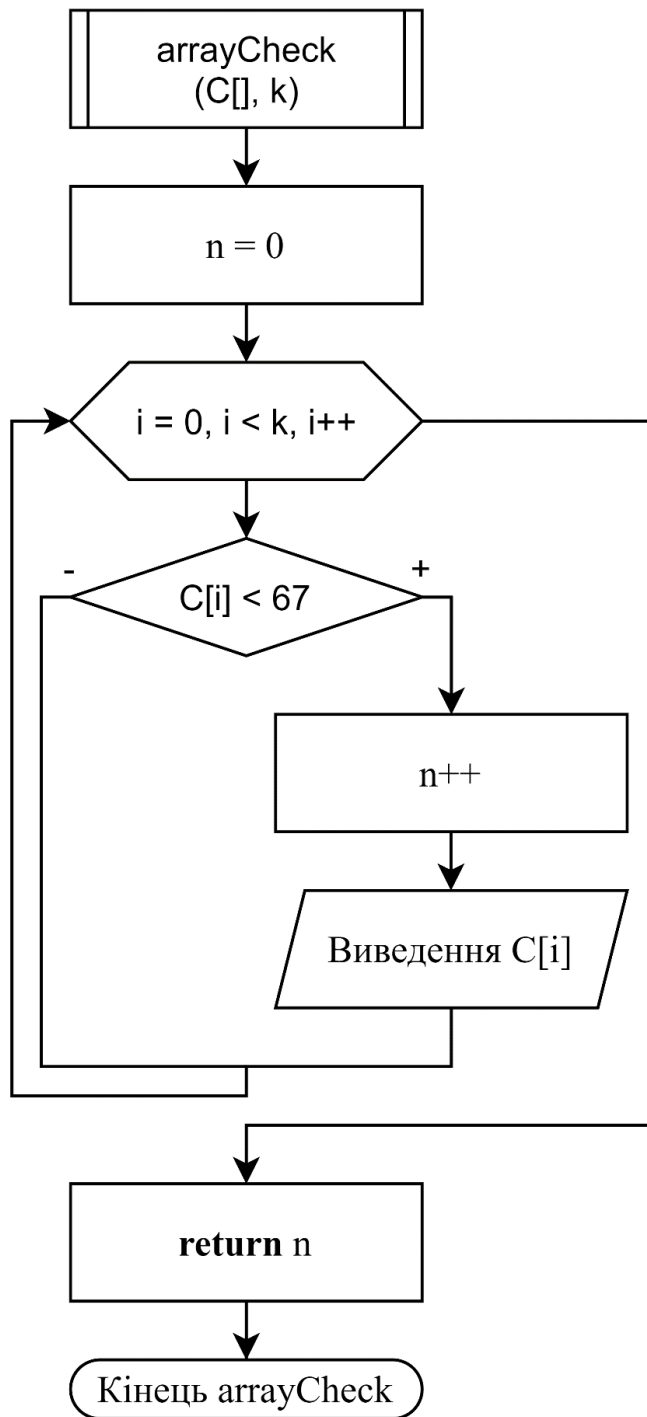 arrayCheck
(C[], k)
n = 0
i = 0, i < k, i++
-
+
C[i] < 67
n++
Виведення C[i]
return n
Кінець arrayCheck